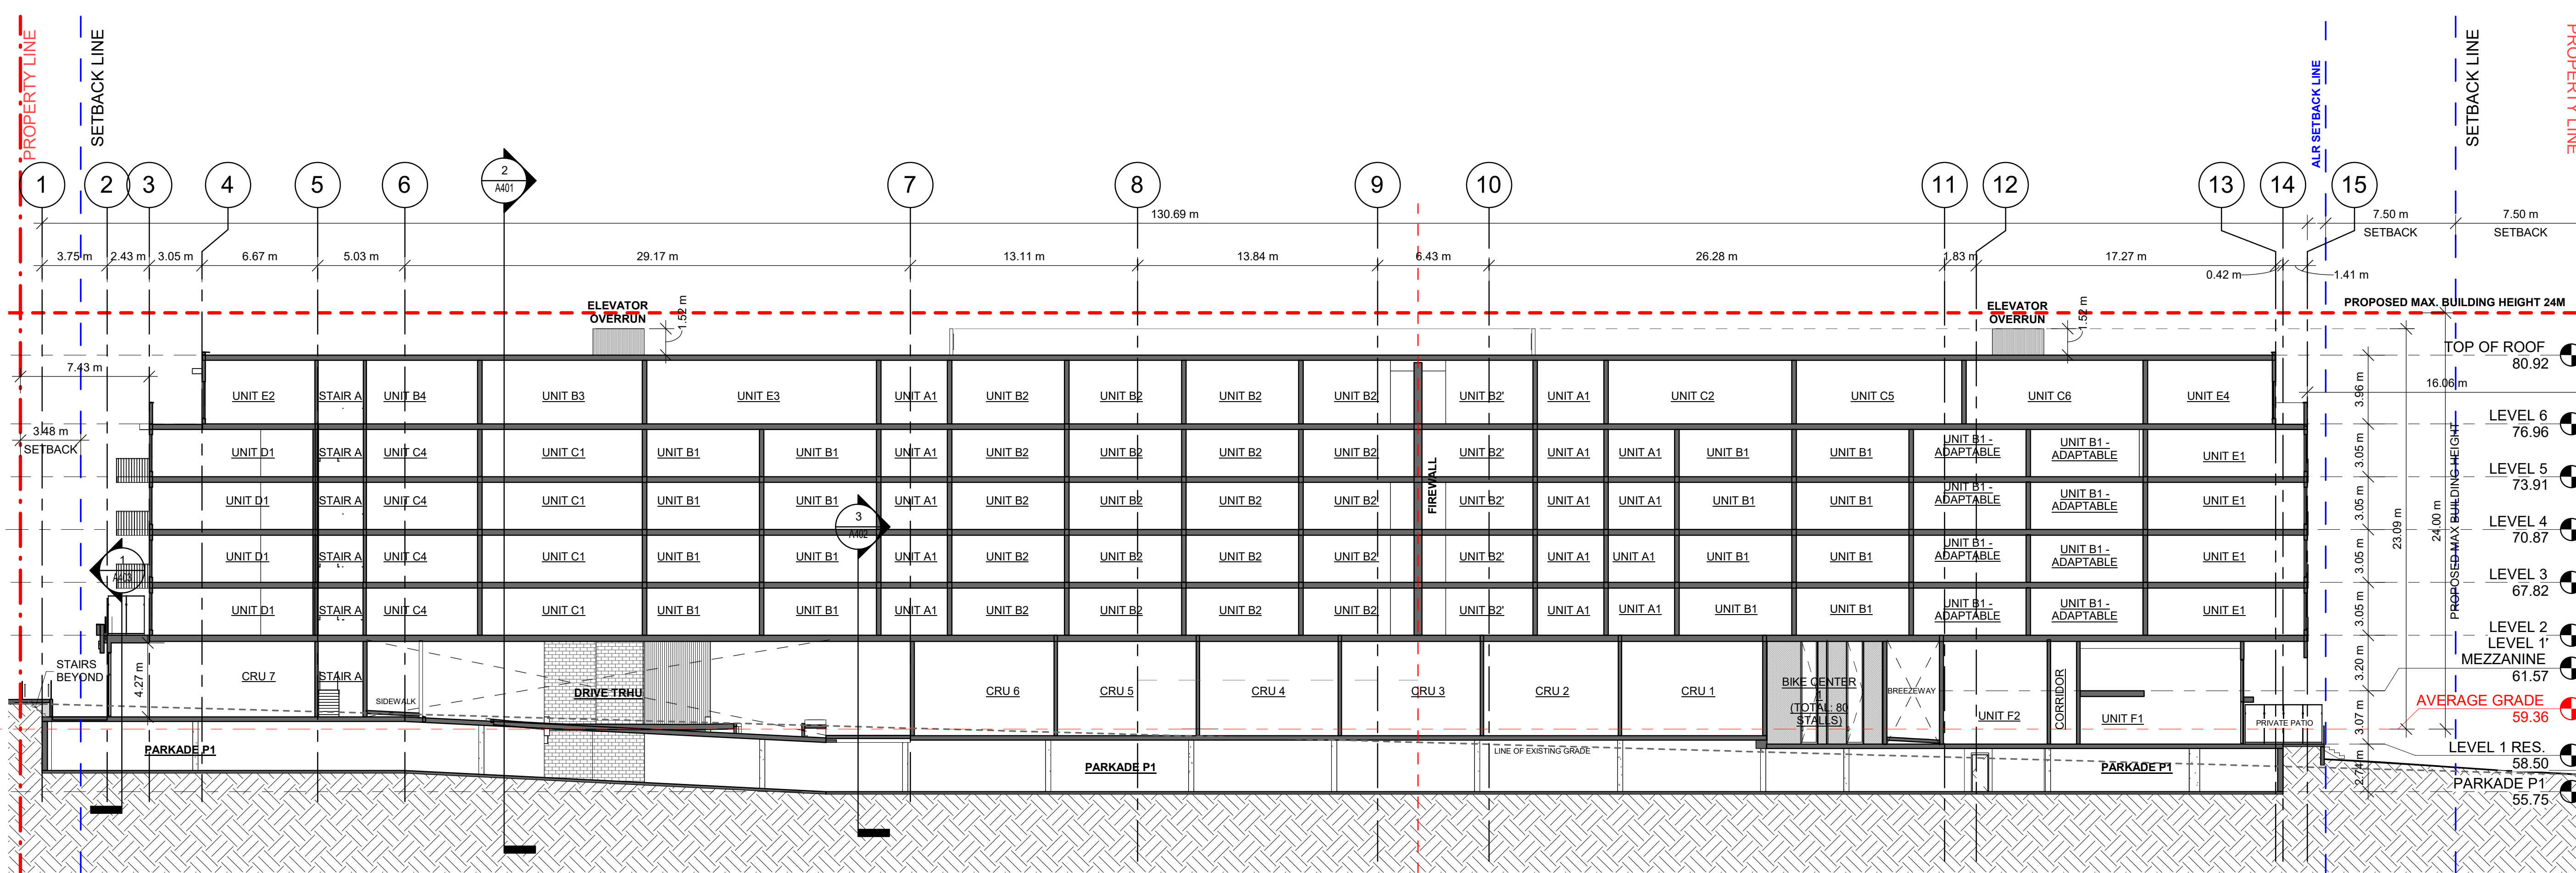 PROPERTY LINE
SETBACK LINE
ALR SETBACK LINE
SETBACK LINE
PROPERTY LINE
1
2
3
4
5
6
2
A401
7
8
9
10
11
12
13
14
15
130.69 m
7.50 m
SETBACK
7.50 m
SETBACK
3.75 m
2.43 m
3.05 m
6.67 m
5.03 m
29.17 m
13.11 m
13.84 m
6.43 m
26.28 m
1.83 m
17.27 m
0.42 m
1.41 m
PROPOSED MAX. BUILDING HEIGHT 24M
ELEVATOR
OVERRUN
1.52 m
ELEVATOR
OVERRUN
1.52 m
7.43 m
3.48 m
SETBACK
UNIT E2
STAIR A
UNIT B4
UNIT B3
UNIT E3
UNIT A1
UNIT B2
UNIT B2
UNIT B2
UNIT B2
UNIT B2'
UNIT A1
UNIT C2
UNIT C5
UNIT C6
UNIT E4
UNIT D1
STAIR A
UNIT C4
UNIT C1
UNIT B1
UNIT B1
UNIT A1
UNIT B2
UNIT B2
UNIT B2
UNIT B2
FIREWALL
UNIT B2'
UNIT A1
UNIT A1
UNIT B1
UNIT B1
UNIT B1 -
ADAPTABLE
UNIT B1 -
ADAPTABLE
UNIT E1
UNIT D1
STAIR A
UNIT C4
UNIT C1
UNIT B1
UNIT B1
UNIT A1
UNIT B2
UNIT B2
UNIT B2
UNIT B2
UNIT B2'
UNIT A1
UNIT A1
UNIT B1
UNIT B1
UNIT B1 -
ADAPTABLE
UNIT B1 -
ADAPTABLE
UNIT E1
3
A402
1
A403
UNIT D1
STAIR A
UNIT C4
UNIT C1
UNIT B1
UNIT B1
UNIT A1
UNIT B2
UNIT B2
UNIT B2
UNIT B2
UNIT B2'
UNIT A1
UNIT A1
UNIT B1
UNIT B1
UNIT B1 -
ADAPTABLE
UNIT B1 -
ADAPTABLE
UNIT E1
UNIT D1
STAIR A
UNIT C4
UNIT C1
UNIT B1
UNIT B1
UNIT A1
UNIT B2
UNIT B2
UNIT B2
UNIT B2
UNIT B2'
UNIT A1
UNIT A1
UNIT B1
UNIT B1
UNIT B1 -
ADAPTABLE
UNIT B1 -
ADAPTABLE
UNIT E1
STAIRS
BEYOND
4.27 m
CRU 7
STAIR A
SIDEWALK
DRIVE TRHU
CRU 6
CRU 5
CRU 4
CRU 3
CRU 2
CRU 1
BIKE CENTER
1
(TOTAL: 80
STALLS)
BREEZEWAY
UNIT F2
CORRIDOR
UNIT F1
PRIVATE PATIO
PARKADE P1
PARKADE P1
LINE OF EXISTING GRADE
PARKADE P1
3.96 m
3.05 m
3.05 m
3.05 m
3.05 m
3.20 m
3.07 m
2.74 m
23.09 m
24.00 m
PROPOSED MAX BUILDING HEIGHT
16.06 m
TOP OF ROOF
80.92
LEVEL 6
76.96
LEVEL 5
73.91
LEVEL 4
70.87
LEVEL 3
67.82
LEVEL 2
LEVEL 1'
MEZZANINE
61.57
AVERAGE GRADE
59.36
LEVEL 1 RES.
58.50
PARKADE P1
55.75